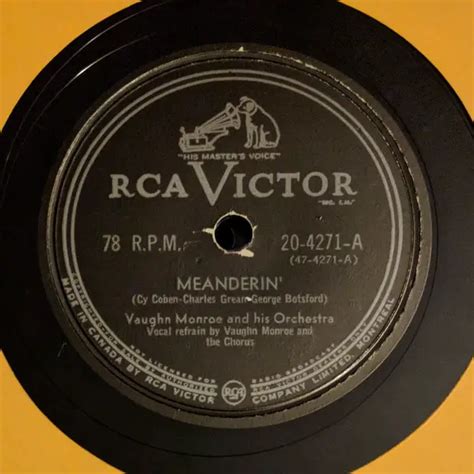 "HIS MASTER'S VOICE"
RCA VICTOR
78 R.P.M.
20-4271-A
(47-4271-A)
MEANDERIN'
(Cy Coben-Charles Grean-George Botsford)
Vaughn Monroe and his Orchestra
Vocal refrain by Vaughn Monroe and
the Chorus
MADE IN CANADA BY RCA VICTOR COMPANY LIMITED, MONTREAL
RCA